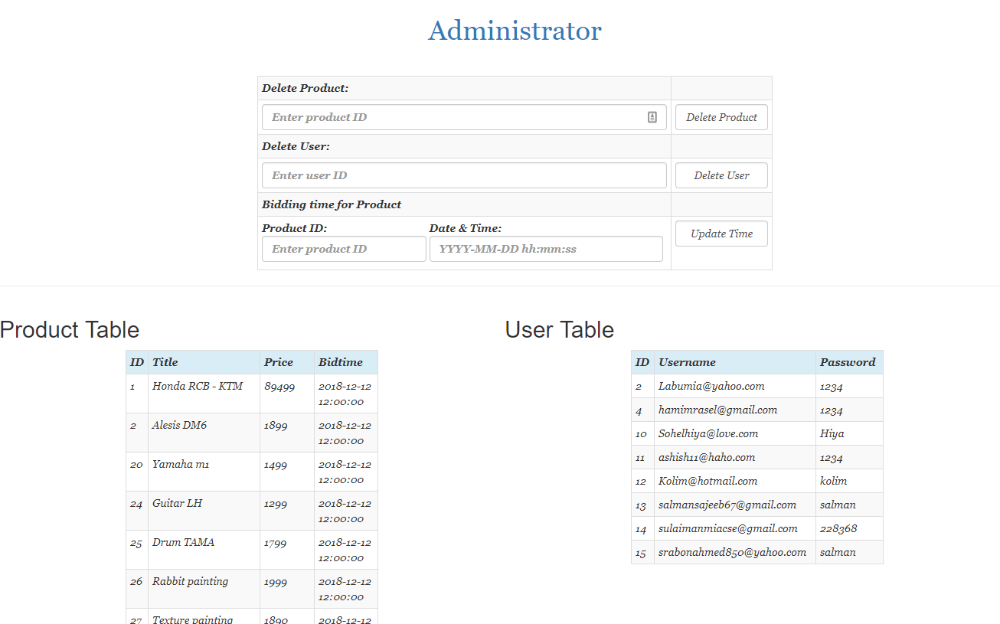 Administrator
Delete Product:
Enter product ID
Delete Product
Delete User:
Enter user ID
Delete User
Bidding time for Product
Product ID: Date & Time:
Enter product ID YYYY-MM-DD hh:mm:ss
Update Time
Product Table
ID Title Price Bidtime
1 Honda RCB - KTM 89499 2018-12-12
12:00:00
2 Alesis DM6 1899 2018-12-12
12:00:00
20 Yamaha m1 1499 2018-12-12
12:00:00
24 Guitar LH 1299 2018-12-12
12:00:00
25 Drum TAMA 1799 2018-12-12
12:00:00
26 Rabbit painting 1999 2018-12-12
12:00:00
27 Texture painting 1890 2018-12-12
User Table
ID Username Password
2 Labumia@yahoo.com 1234
4 hamimrasel@gmail.com 1234
10 Sohelhiya@love.com Hiya
11 ashish11@haho.com 1234
12 Kolim@hotmail.com kolim
13 salmansajeeb67@gmail.com salman
14 sulaimanmiacse@gmail.com 228368
15 srabonahmed850@yahoo.com salman